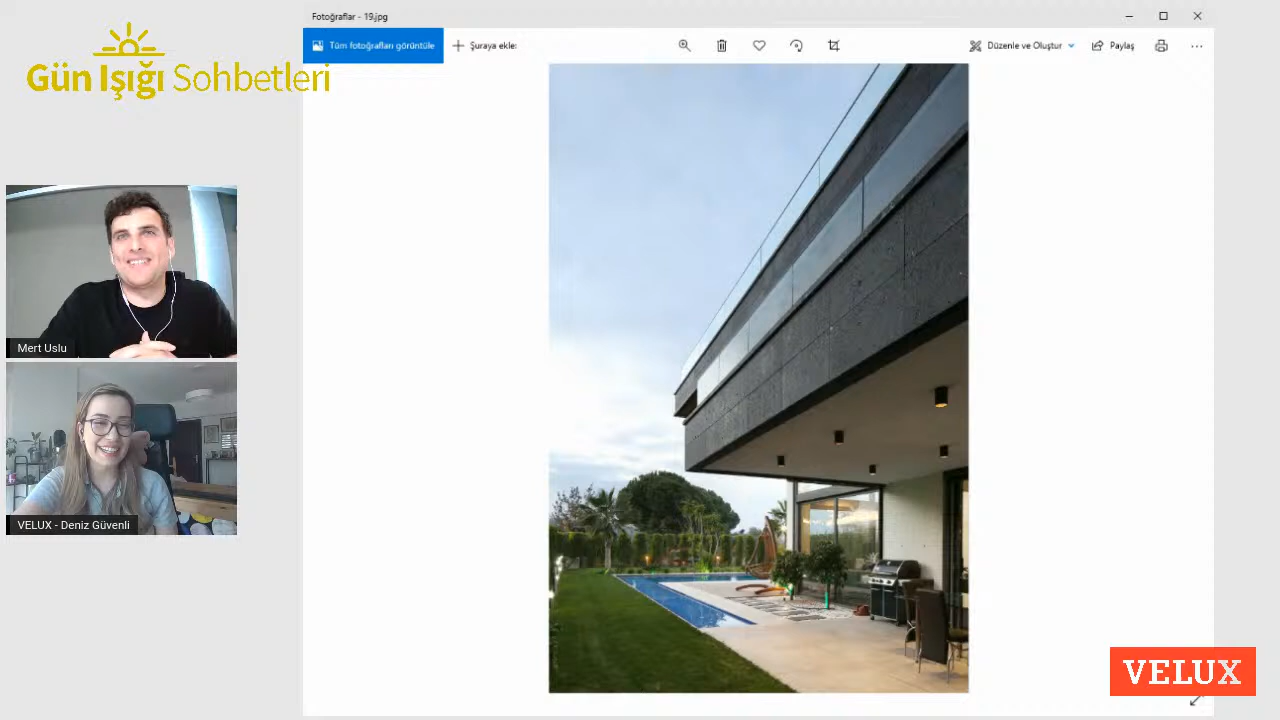 Fotoğraflar - 19.jpg
Tüm fotoğrafları görüntüle
Şuraya ekle:
Düzenle ve Oluştur
Paylaş
Gün Işığı Sohbetleri
Mert Uslu
VELUX - Deniz Güvenli
VELUX